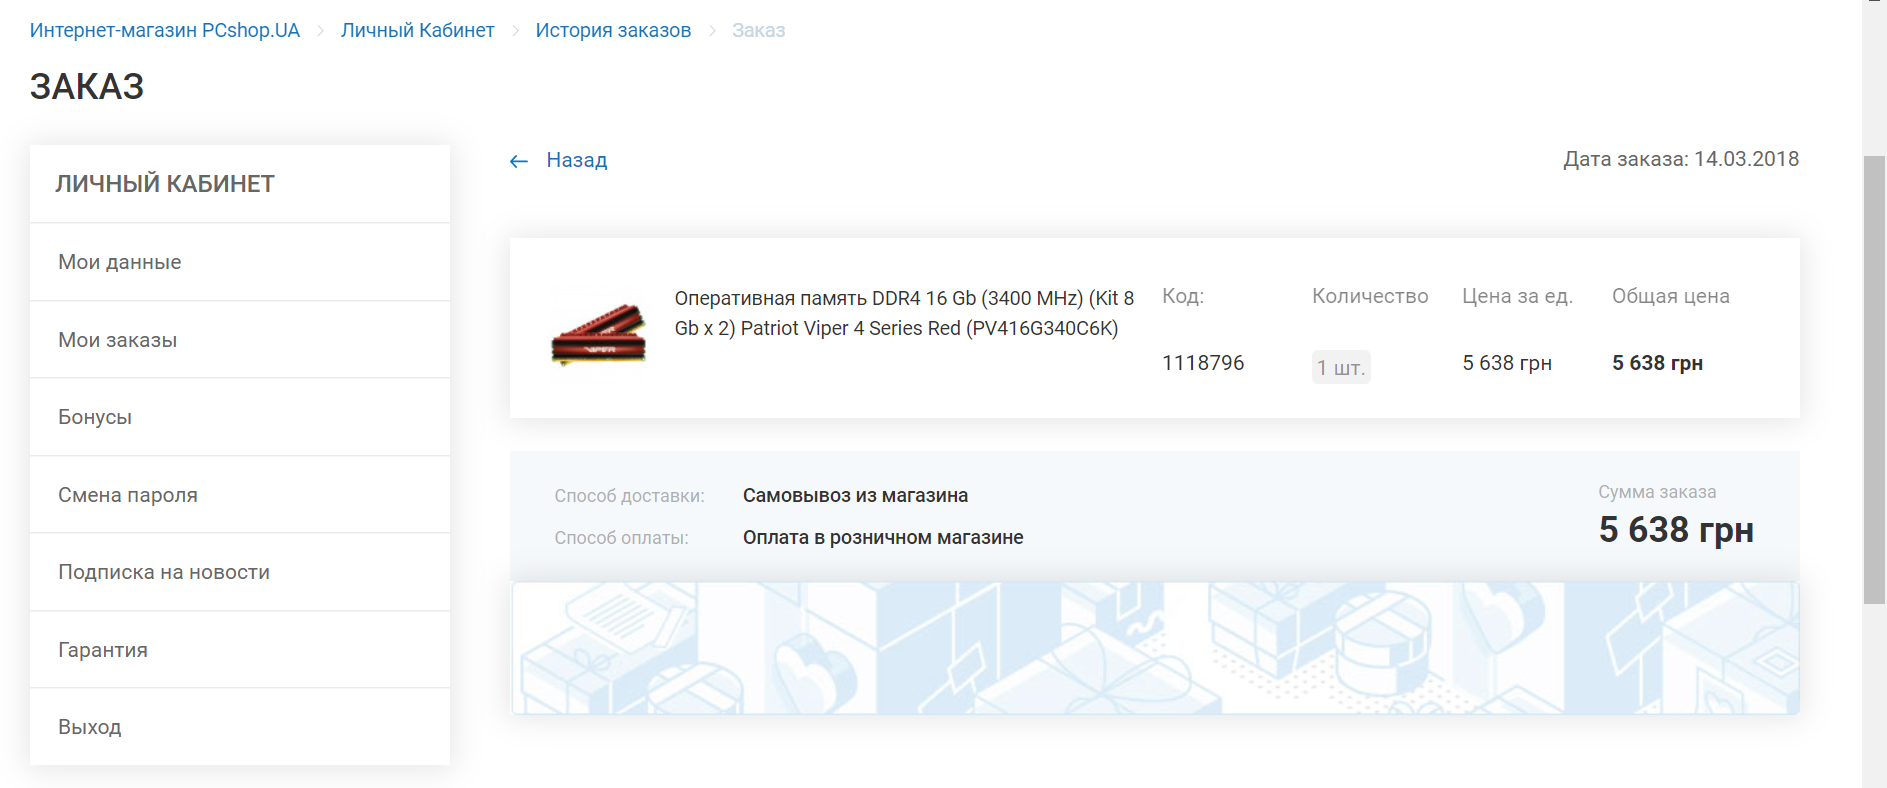 Интернет-магазин PCshop.UA
Личный Кабинет
История заказов
Заказ
ЗАКАЗ
ЛИЧНЫЙ КАБИНЕТ
Мои данные
Мои заказы
Бонусы
Смена пароля
Подписка на новости
Гарантия
Выход
Назад
Дата заказа: 14.03.2018
VIPER
Оперативная память DDR4 16 Gb (3400 MHz) (Kit 8
Gb x 2) Patriot Viper 4 Series Red (PV416G340C6K)
Код:
1118796
Количество
1 шт.
Цена за ед.
5 638 грн
Общая цена
5 638 грн
Способ доставки: Самовывоз из магазина
Способ оплаты: Оплата в розничном магазине
Сумма заказа
5 638 грн